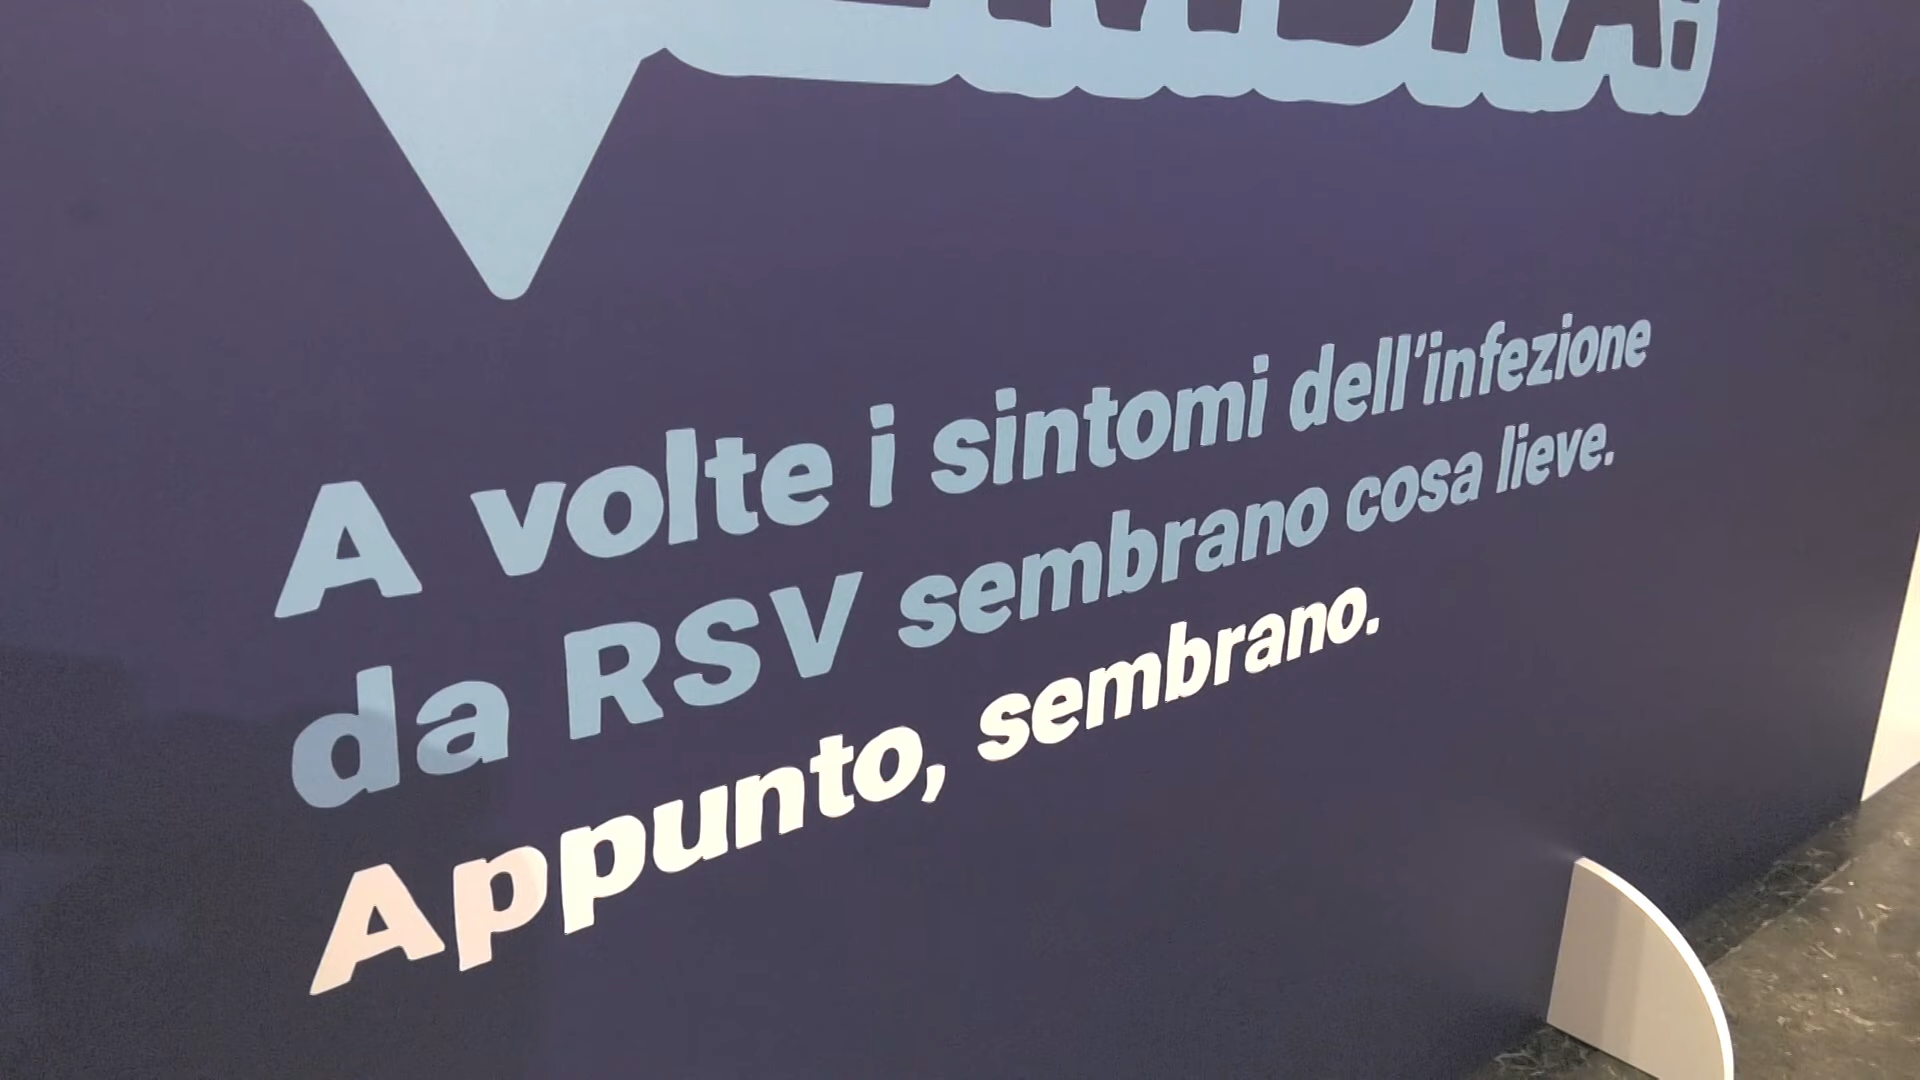 A volte i sintomi dell'infezione
da RSV sembrano cosa lieve.
Appunto, sembrano.